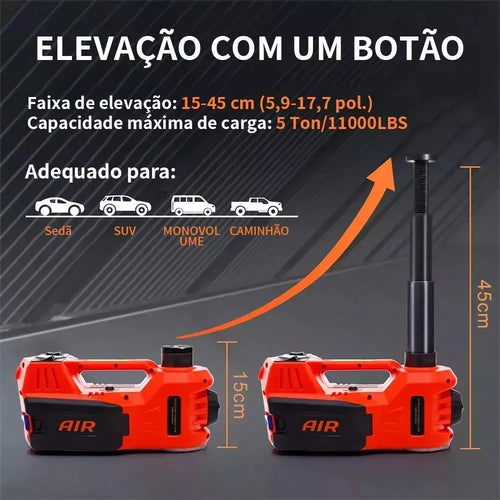 ELEVAÇÃO COM UM BOTÃO
Faixa de elevação: 15-45 cm (5,9-17,7 pol.)
Capacidade máxima de carga: 5 Ton/11000LBS
Adequado para:
Sedã
SUV
MONOVOL
UME
CAMINHÃO
15cm
45cm
AIR
AIR